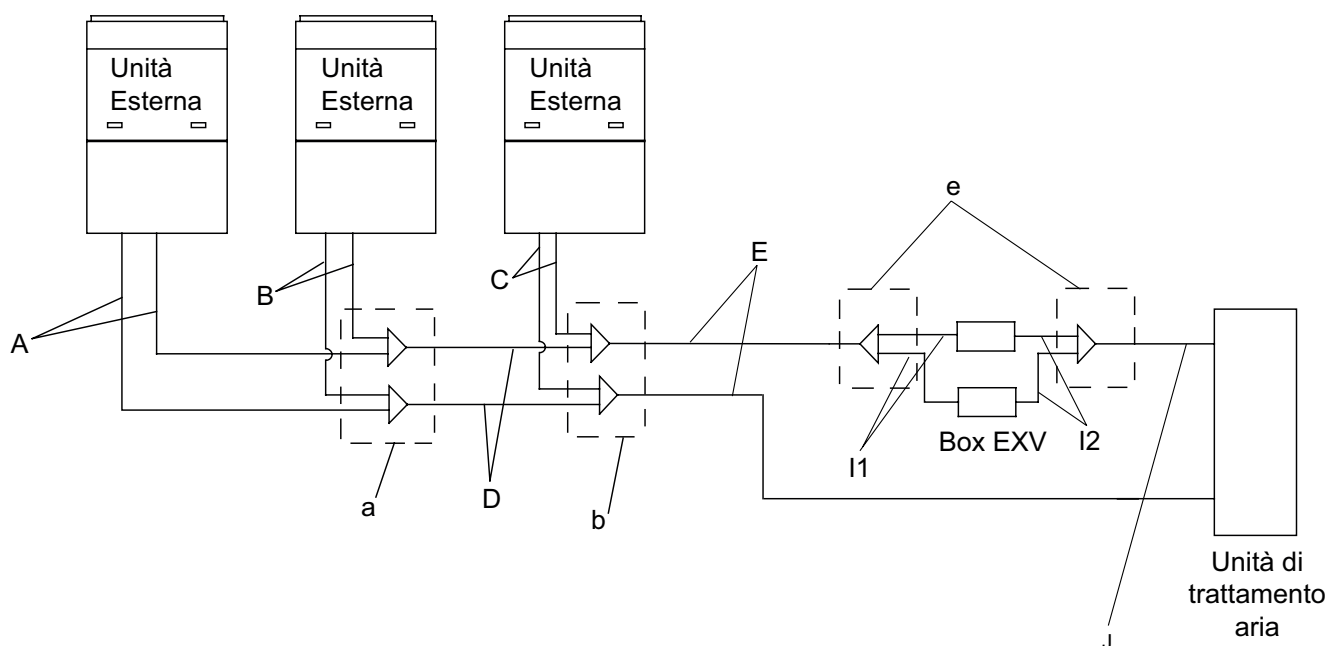 Unità
Esterna
Unità
Esterna
Unità
Esterna
e
E
C
B
A
Box EXV
I2
I1
D
a
b
Unità di
trattamento
aria
J